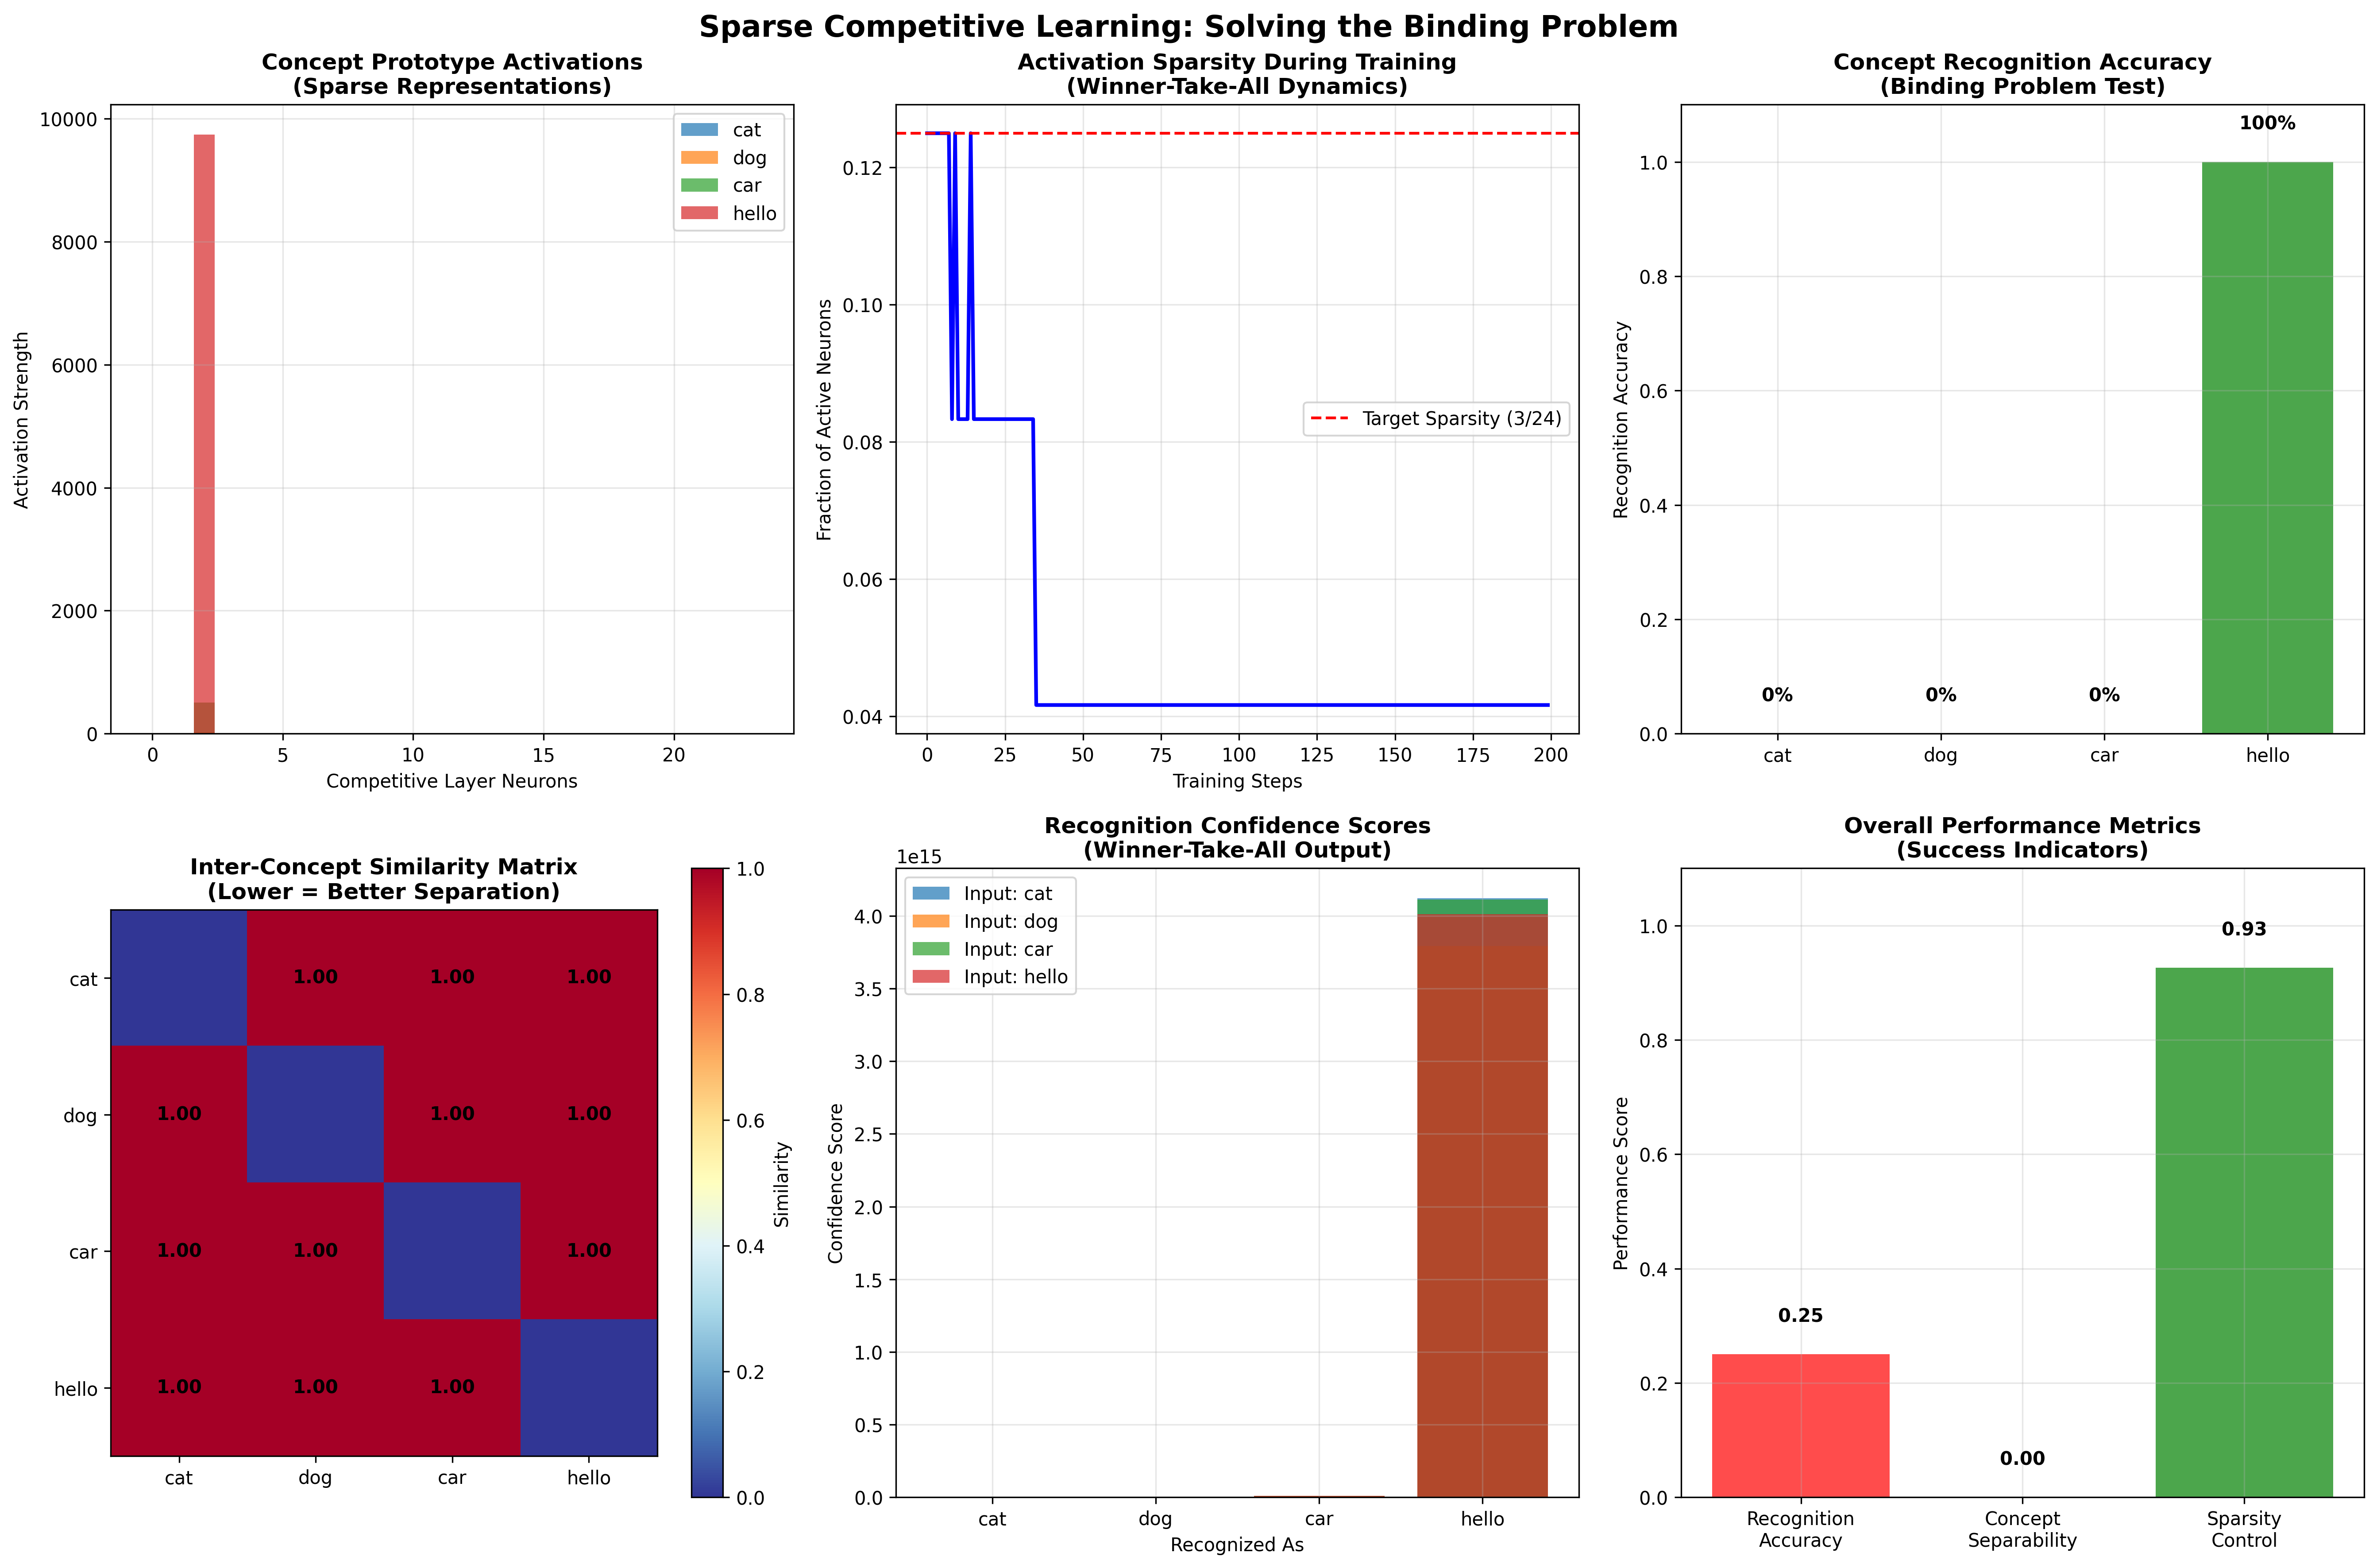 Sparse Competitive Learning: Solving the Binding Problem
Concept Prototype Activations
(Sparse Representations)
10000
8000
6000
4000
2000
0
Activation Strength
cat
dog
car
hello
0 5 10 15 20
Competitive Layer Neurons
Activation Sparsity During Training
(Winner-Take-All Dynamics)
0.12
0.10
0.08
0.06
0.04
Fraction of Active Neurons
Target Sparsity (3/24)
0 25 50 75 100 125 150 175 200
Training Steps
Concept Recognition Accuracy
(Binding Problem Test)
1.0
0.8
0.6
0.4
0.2
0.0
Recognition Accuracy
0% 0% 0% 100%
cat dog car hello
Inter-Concept Similarity Matrix
(Lower = Better Separation)
cat 1.00 1.00 1.00
dog 1.00 1.00 1.00
car 1.00 1.00 1.00
hello 1.00 1.00 1.00
cat dog car hello
1.0
0.8
0.6
0.4
0.2
0.0
Similarity
Recognition Confidence Scores
(Winner-Take-All Output)
1e15
4.0
3.5
3.0
2.5
2.0
1.5
1.0
0.5
0.0
Confidence Score
Input: cat
Input: dog
Input: car
Input: hello
cat dog car hello
Recognized As
Overall Performance Metrics
(Success Indicators)
1.0
0.8
0.6
0.4
0.2
0.0
Performance Score
0.25 0.00 0.93
Recognition Concept Sparsity
Accuracy Separability Control